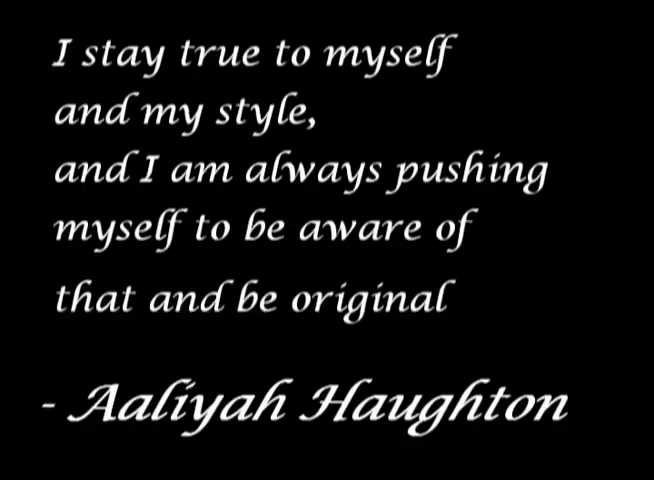 I stay true to myself
and my style,
and I am always pushing
myself to be aware of
that and be original
- Aaliyah Haughton